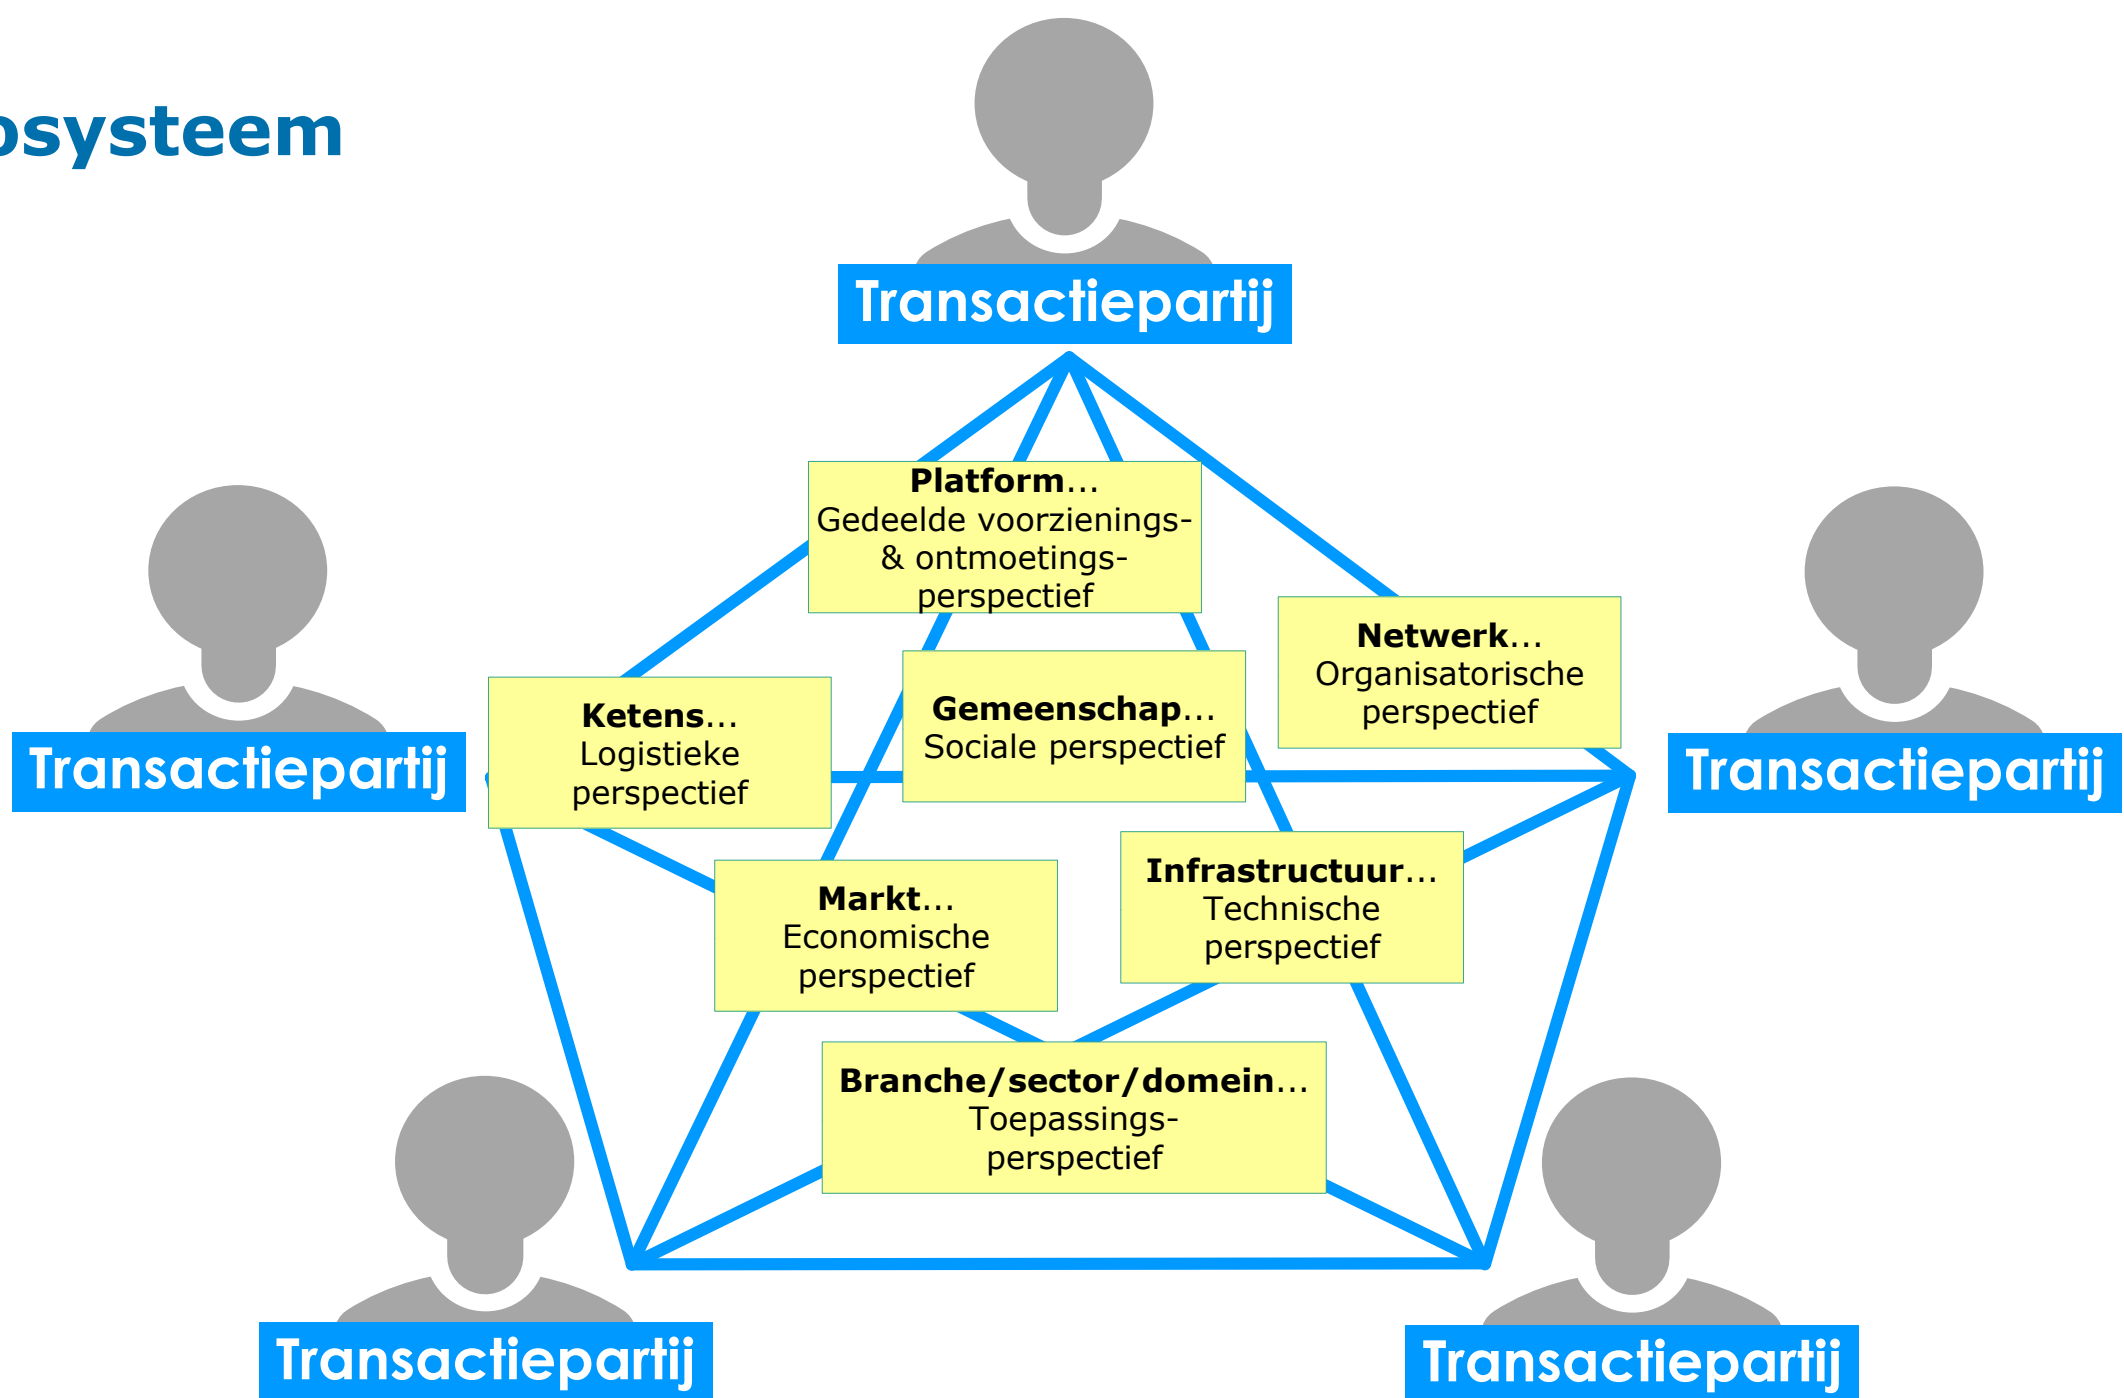 osysteem
Transactiepartij
Platform...
Gedeelde voorzienings-
& ontmoetings-
perspectief
Netwerk...
Organisatorische
perspectief
Ketens...
Logistieke
perspectief
Gemeenschap...
Sociale perspectief
Transactiepartij
Transactiepartij
Markt...
Economische
perspectief
Infrastructuur...
Technische
perspectief
Branche/sector/domein...
Toepassings-
perspectief
Transactiepartij
Transactiepartij